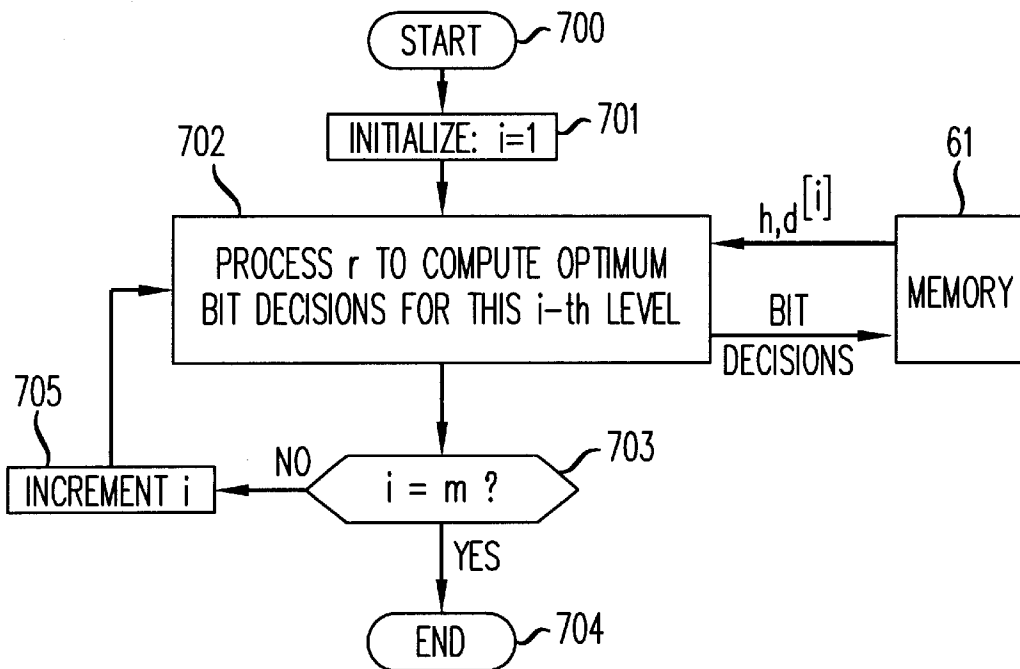 START
700
INITIALIZE: i=1
701
702
61
h,d[i]
PROCESS r TO COMPUTE OPTIMUM
BIT DECISIONS FOR THIS i-th LEVEL
MEMORY
BIT
DECISIONS
705
703
NO
INCREMENT i
i = m ?
YES
END
704